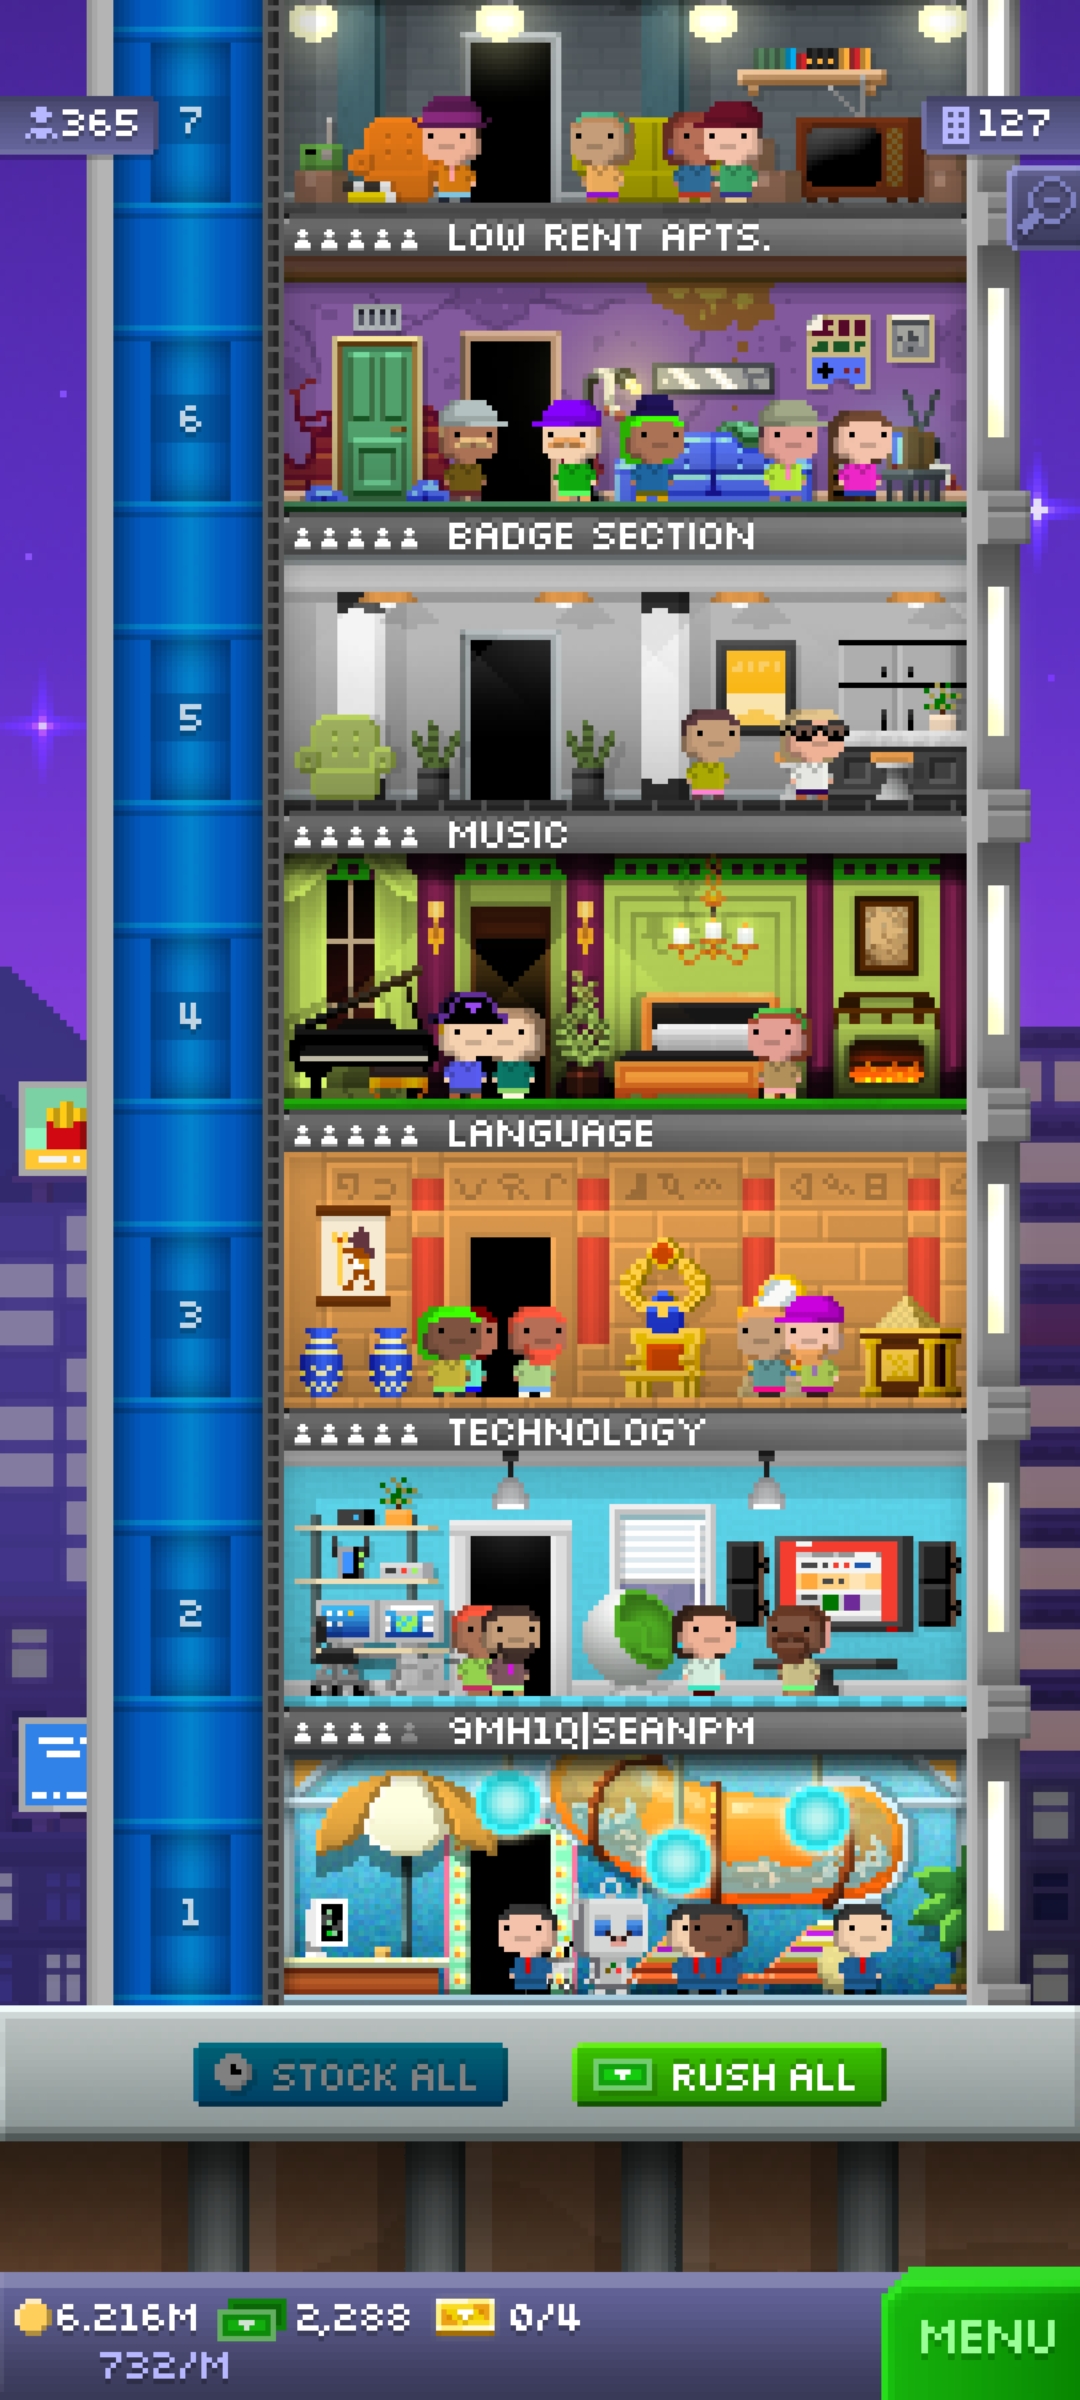 7
365
127
LOW RENT APTS.
6
BADGE SECTION
5
MUSIC
4
LANGUAGE
3
TECHNOLOGY
2
9MH1Q|SEANPM
1
STOCK ALL
RUSH ALL
6.216M
2,288
0/4
732/M
MENU